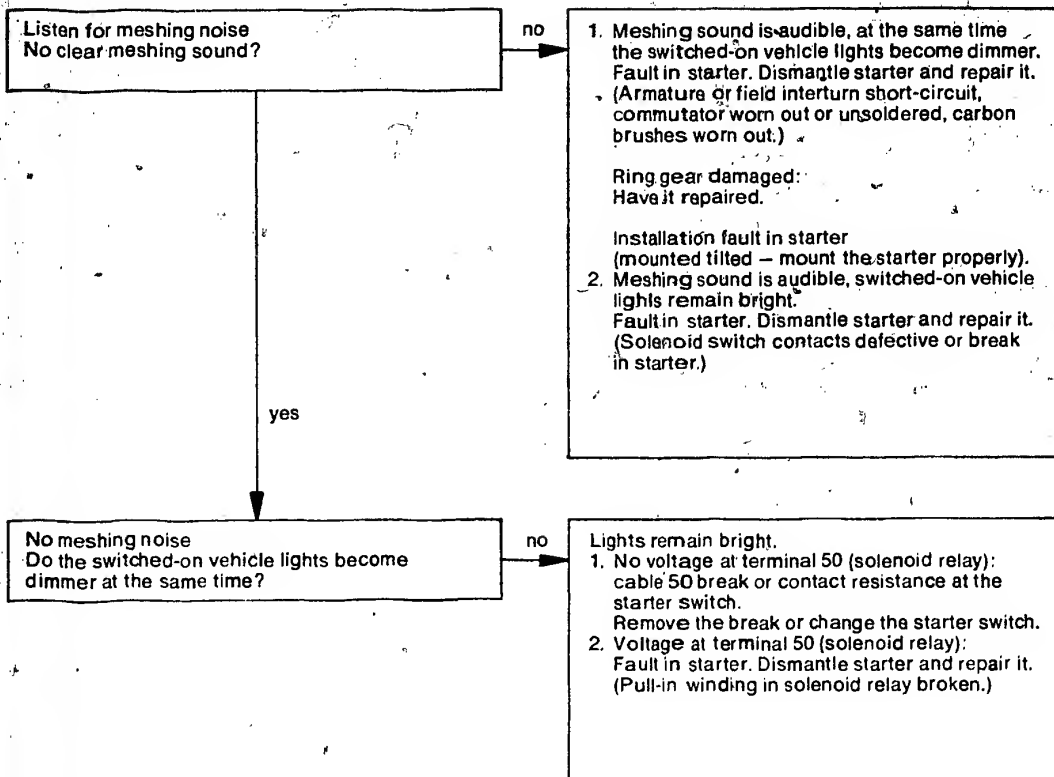 Listen for meshing noise
No clear meshing sound?
no
1. Meshing sound is audible, at the same time
the switched-on vehicle lights become dimmer.
Fault in starter. Dismantle starter and repair it.
(Armature or field interturn short-circuit,
commutator worn out or unsoldered, carbon
brushes worn out.)
Ring gear damaged:
Have it repaired.
Installation fault in starter
(mounted tilted – mount the starter properly).
2. Meshing sound is audible, switched-on vehicle
lights remain bright.
Fault in starter. Dismantle starter and repair it.
(Solenoid switch contacts defective or break
in starter.)
yes
No meshing noise
Do the switched-on vehicle lights become
dimmer at the same time?
no
Lights remain bright.
1. No voltage at terminal 50 (solenoid relay):
cable 50 break or contact resistance at the
starter switch.
Remove the break or change the starter switch.
2. Voltage at terminal 50 (solenoid relay):
Fault in starter. Dismantle starter and repair it.
(Pull-in winding in solenoid relay broken.)